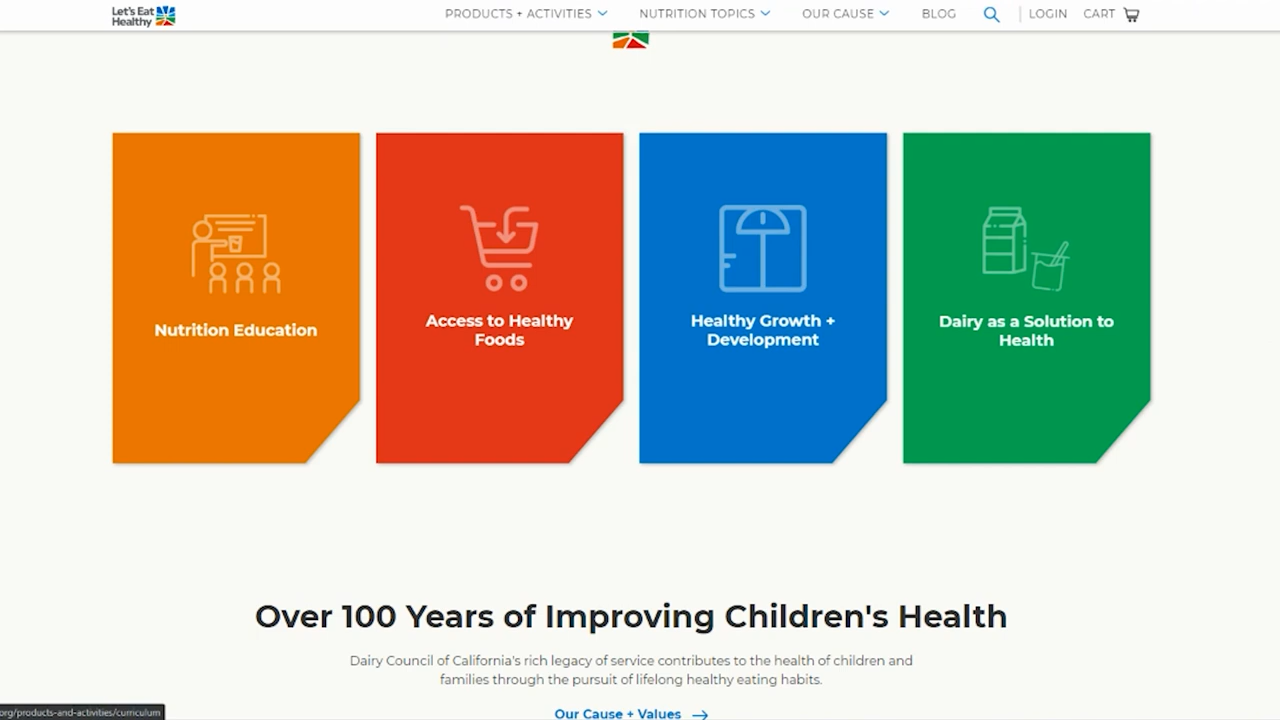 Let's Eat
Healthy
PRODUCTS + ACTIVITIES
NUTRITION TOPICS
OUR CAUSE
BLOG
LOGIN
CART
Nutrition Education
Access to Healthy
Foods
Healthy Growth +
Development
Dairy as a Solution to
Health
Over 100 Years of Improving Children's Health
Dairy Council of California's rich legacy of service contributes to the health of children and
families through the pursuit of lifelong healthy eating habits.
Our Cause + Values
org/products-and-activities/curriculum